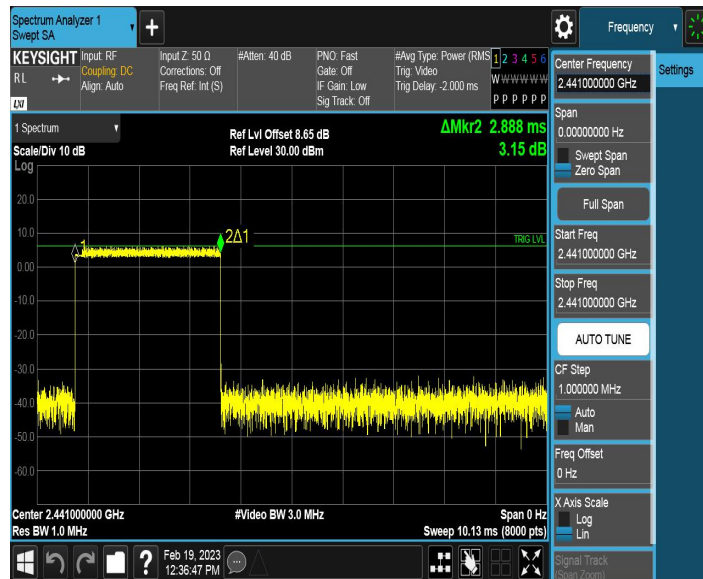 Spectrum Analyzer 1
Swept SA
+
Frequency
KEYSIGHT
RL
LXI
Input: RF
Coupling: DC
Align: Auto
Input Z: 50 Ω
Corrections: Off
Freq Ref: Int (S)
#Atten: 40 dB
PNO: Fast
Gate: Off
IF Gain: Low
Sig Track: Off
#Avg Type: Power (RMS
Trig: Video
Trig Delay: -2.000 ms
1 2 3 4 5 6
W W W W W W
P P P P P P
1 Spectrum
Scale/Div 10 dB
Ref Lvl Offset 8.65 dB
Ref Level 30.00 dBm
ΔMkr2 2.888 ms
3.15 dB
Log
20.0
10.0
0.00
-10.0
-20.0
-30.0
-40.0
-50.0
-60.0
1
2Δ1
TRIG LVL
Center 2.441000000 GHz
Res BW 1.0 MHz
#Video BW 3.0 MHz
Span 0 Hz
Sweep 10.13 ms (8000 pts)
Feb 19, 2023
12:36:47 PM
?
Center Frequency
2.441000000 GHz
Settings
Span
0.00000000 Hz
Swept Span
Zero Span
Full Span
Start Freq
2.441000000 GHz
Stop Freq
2.441000000 GHz
AUTO TUNE
CF Step
1.000000 MHz
Auto
Man
Freq Offset
0 Hz
X Axis Scale
Log
Lin
Signal Track
(Span Zoom)